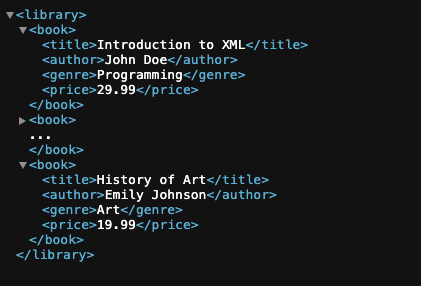 <library>
<book>
<title>Introduction to XML</title>
<author>John Doe</author>
<genre>Programming</genre>
<price>29.99</price>
</book>
<book>
...
</book>
<book>
<title>History of Art</title>
<author>Emily Johnson</author>
<genre>Art</genre>
<price>19.99</price>
</book>
</library>